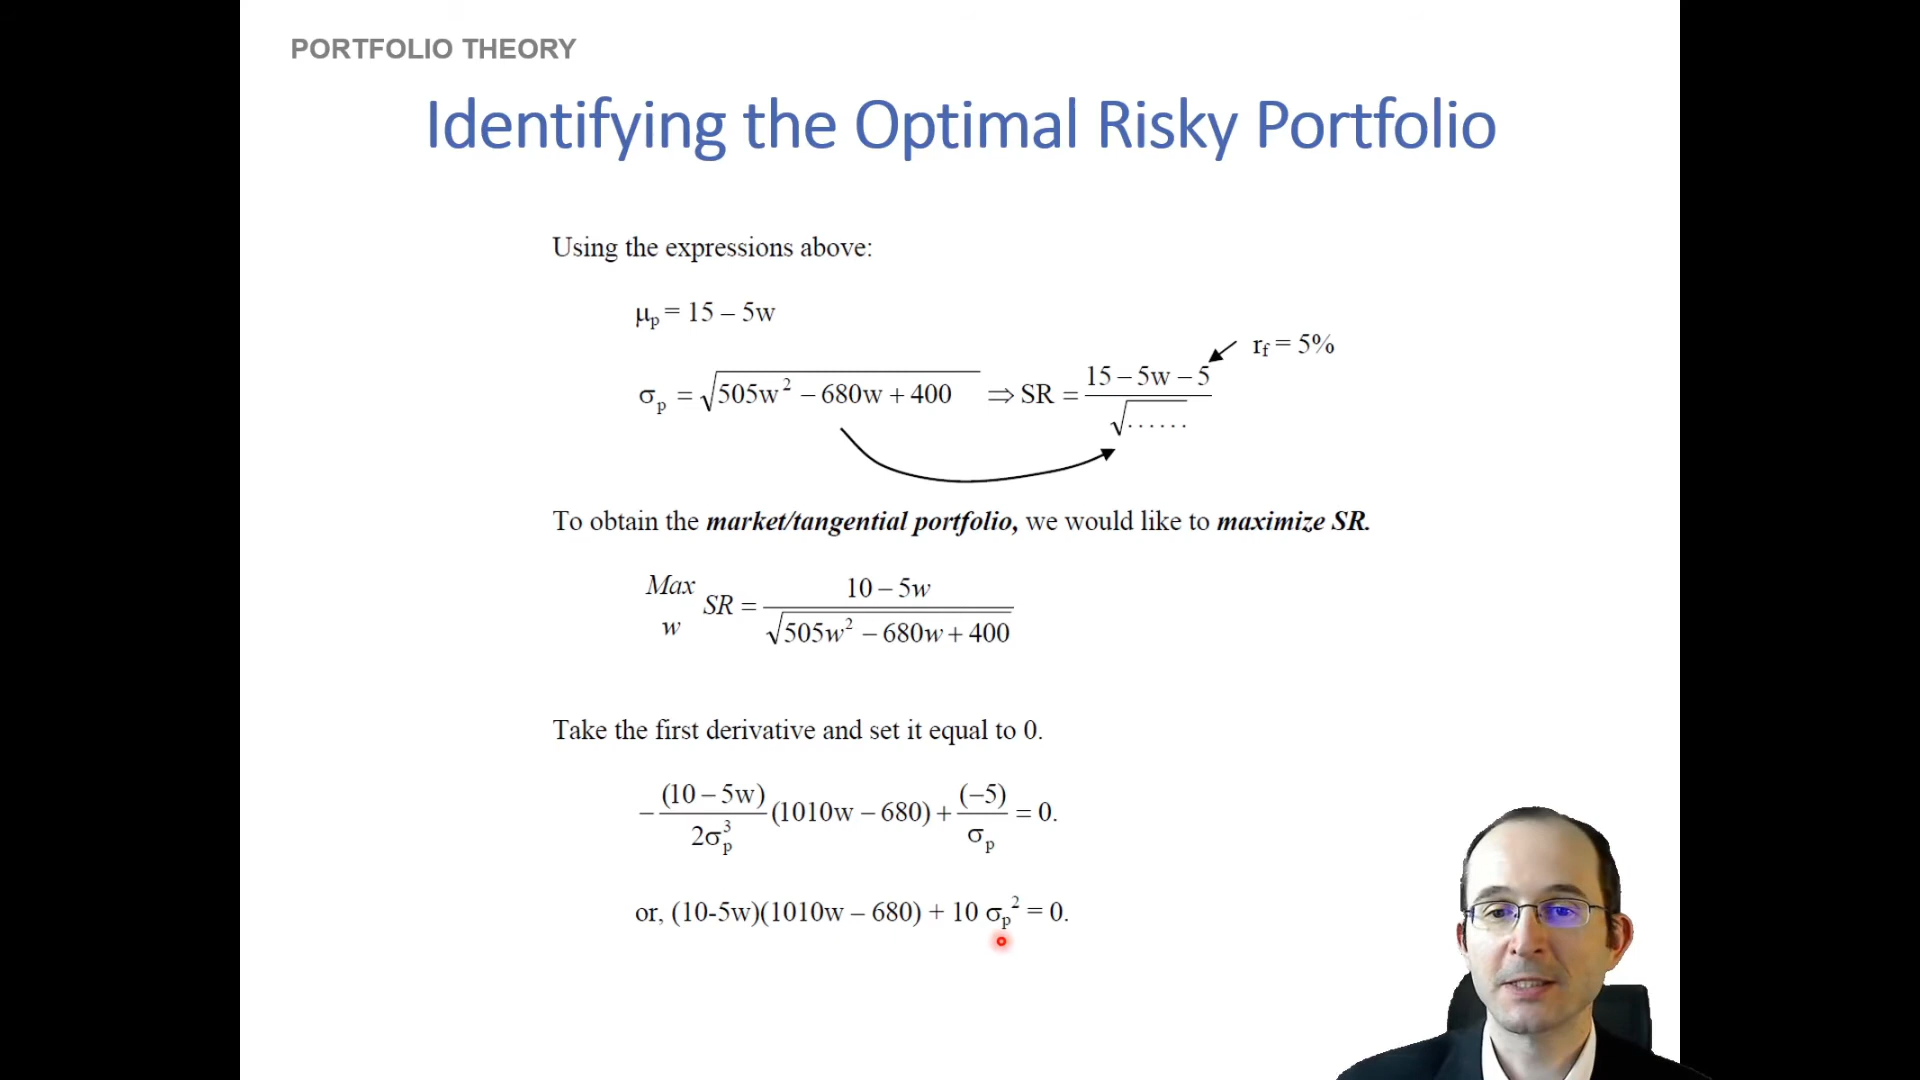 PORTFOLIO THEORY
Identifying the Optimal Risky Portfolio
Using the expressions above:
μp = 15 – 5w
rf = 5%
σp = √505w² – 680w + 400 ⇒ SR = 15 – 5w – 5 / √······
To obtain the market/tangential portfolio, we would like to maximize SR.
Max w SR = 10 – 5w / √505w² – 680w + 400
Take the first derivative and set it equal to 0.
– (10 – 5w) / 2σp³ (1010w – 680) + (–5) / σp = 0.
or, (10-5w)(1010w – 680) + 10 σp² = 0.